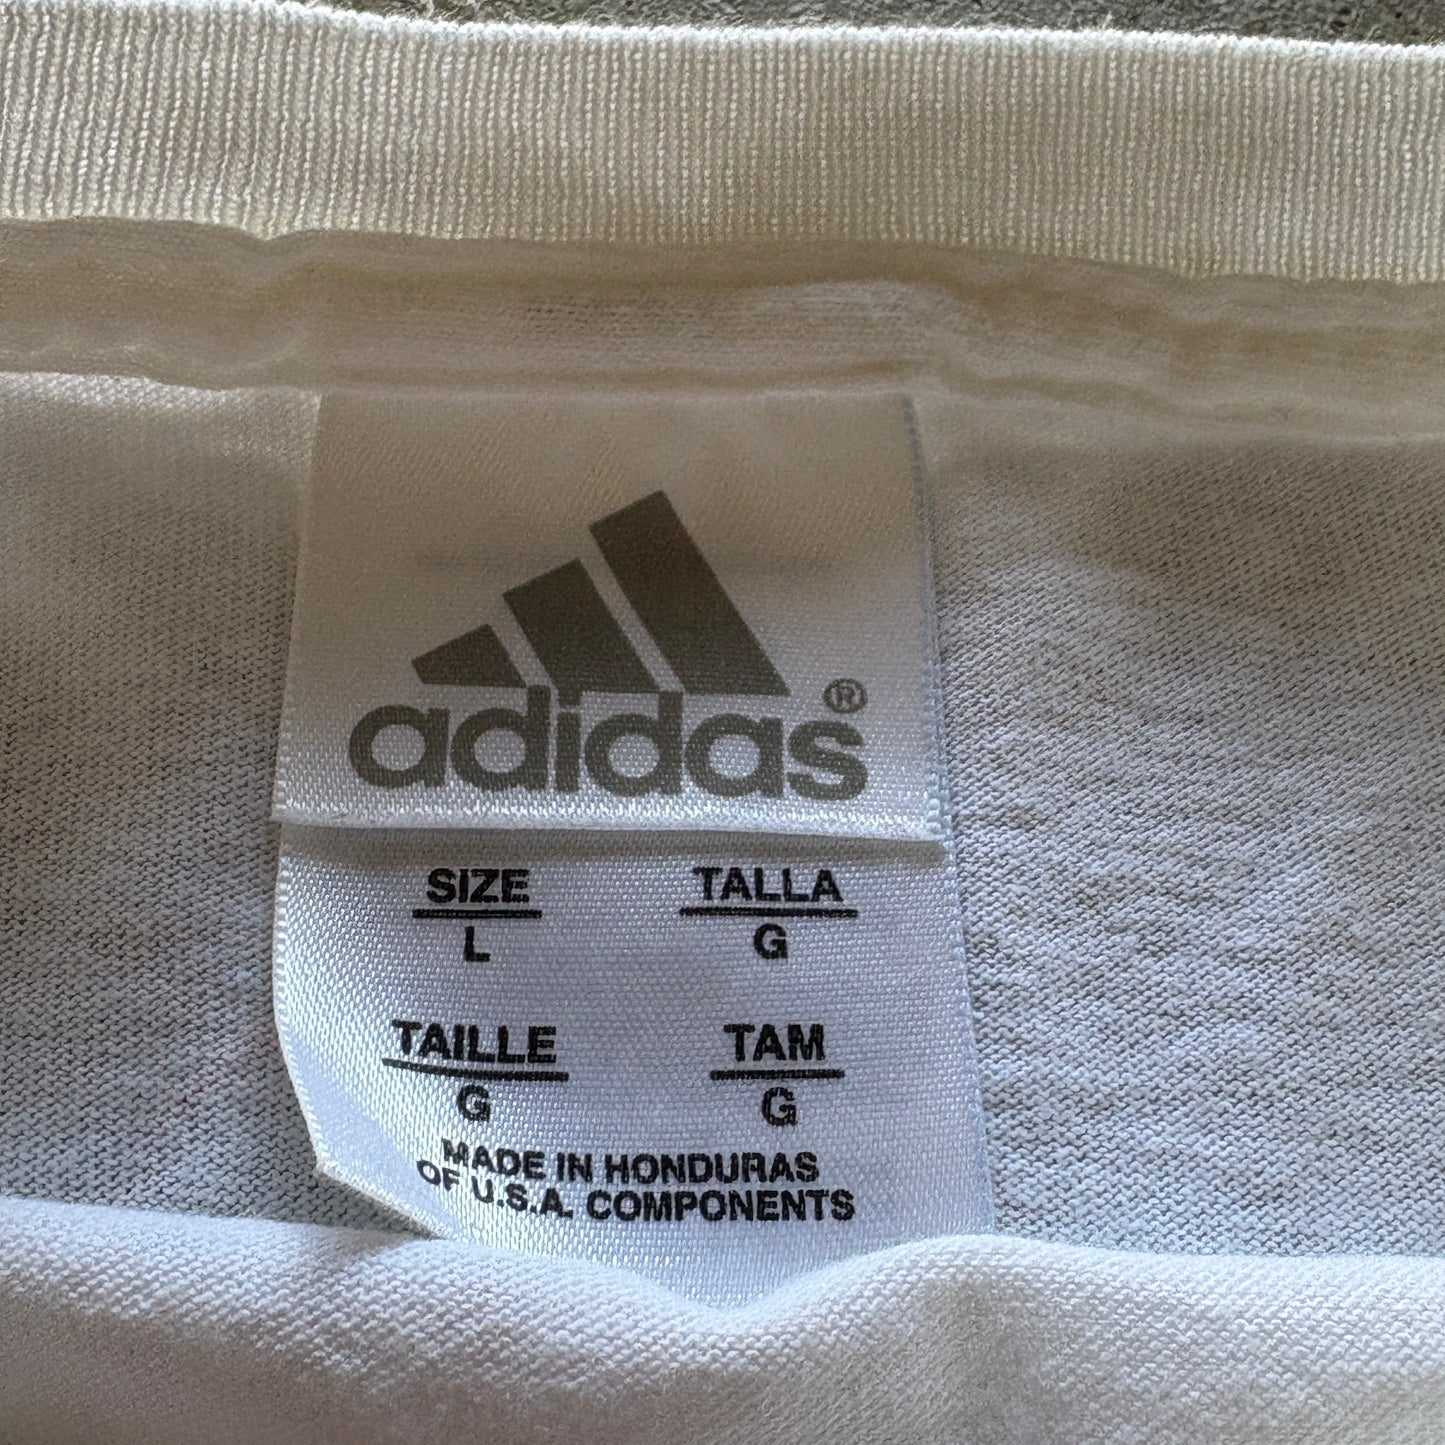 adidas®
SIZE TALLA
L G
TAILLE TAM
G G
MADE IN HONDURAS
OF U.S.A. COMPONENTS